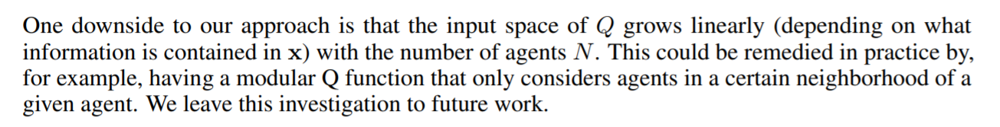 One downside to our approach is that the input space of Q grows linearly (depending on what
information is contained in x) with the number of agents N. This could be remedied in practice by,
for example, having a modular Q function that only considers agents in a certain neighborhood of a
given agent. We leave this investigation to future work.